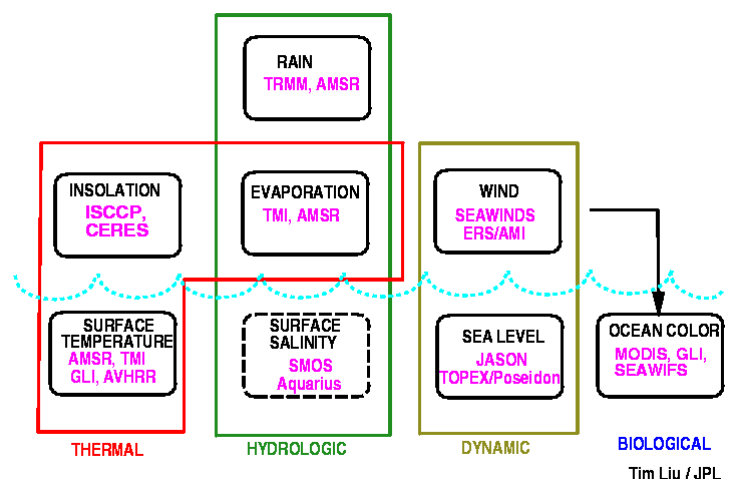 RAIN
TRMM, AMSR
INSOLATION
ISCCP,
CERES
EVAPORATION
TMI, AMSR
WIND
SEAWINDS
ERS/AMI
SURFACE
TEMPERATURE
AMSR, TMI
GLI, AVHRR
SURFACE
SALINITY
SMOS
Aquarius
SEA LEVEL
JASON
TOPEX/Poseidon
OCEAN COLOR
MODIS, GLI,
SEAWIFS
THERMAL
HYDROLOGIC
DYNAMIC
BIOLOGICAL
Tim Liu / JPL